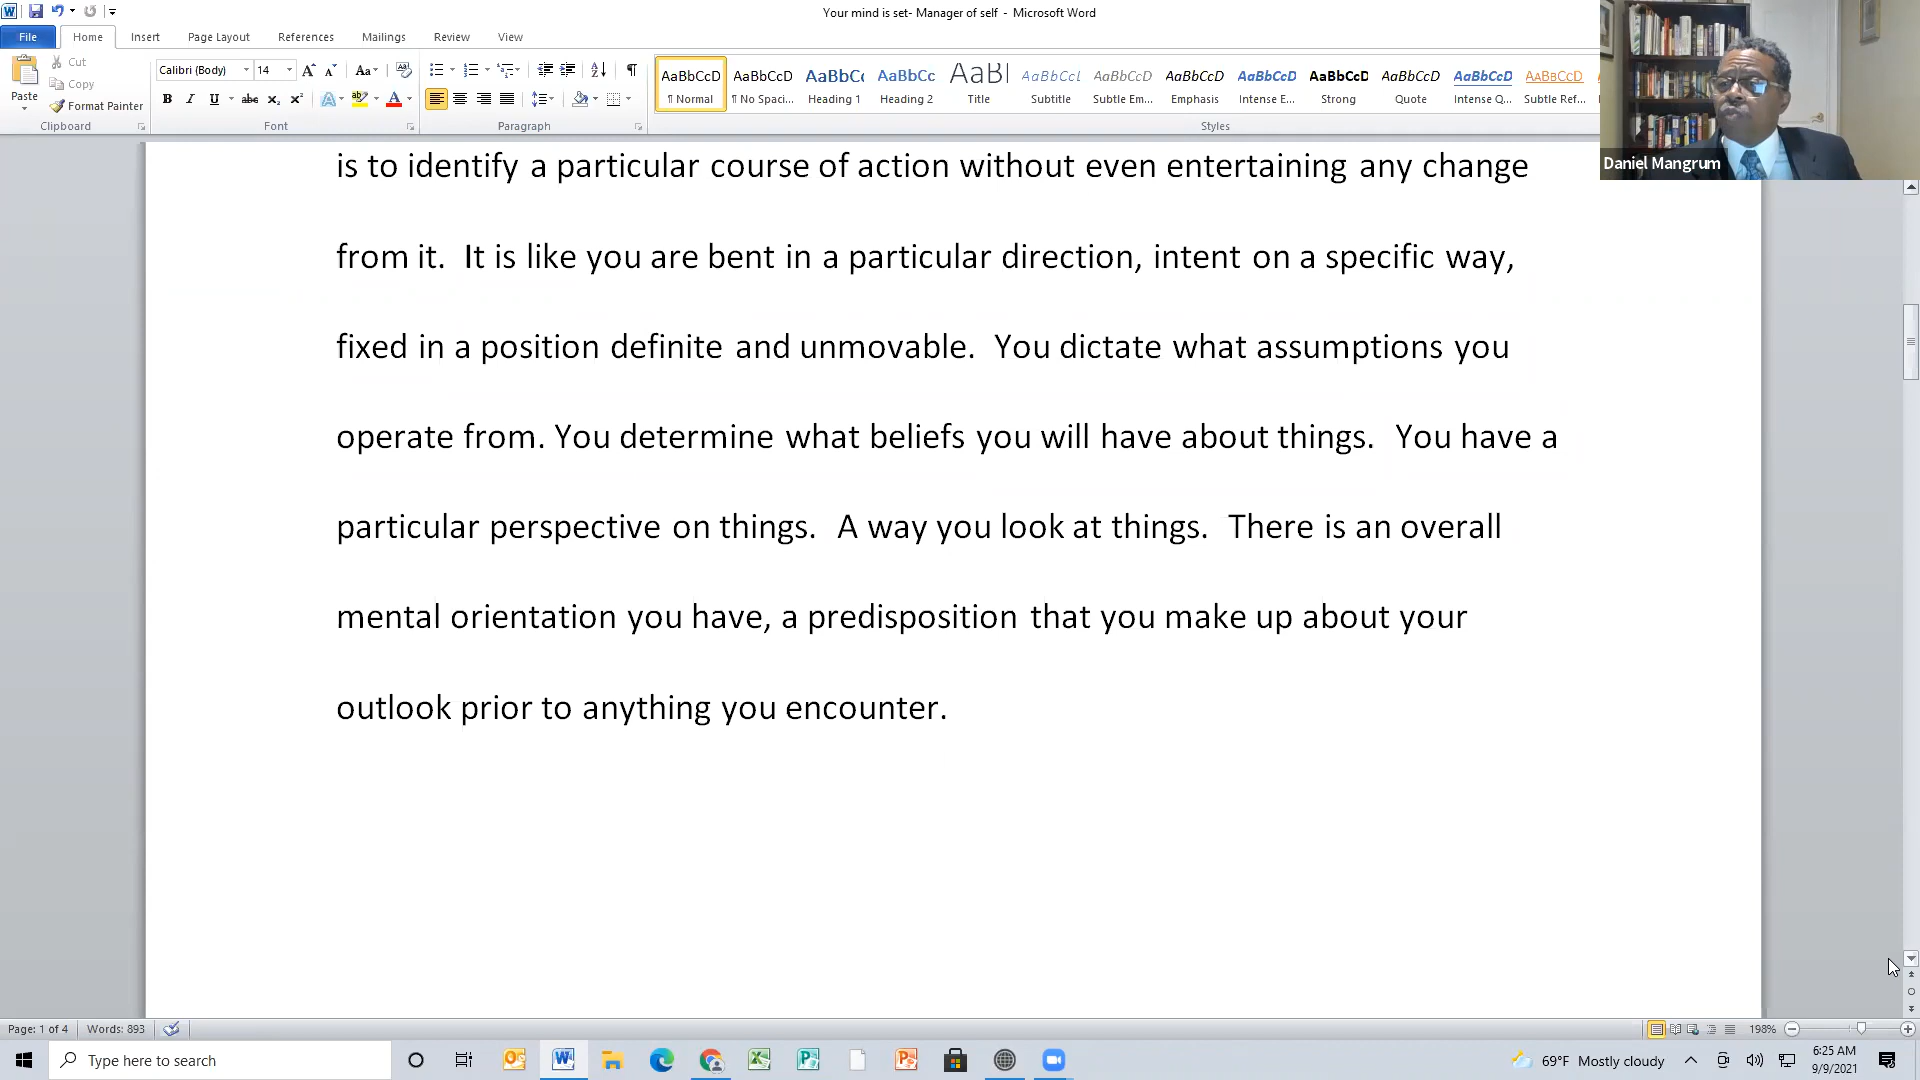 Your mind is set- Manager of self - Microsoft Word
File Home Insert Page Layout References Mailings Review View
Paste
Cut
Copy
Format Painter
Clipboard
Calibri (Body) 14
Font
Paragraph
AaBbCcD AaBbCcD AaBbCc AaBbCc AaBl AaBbCcL AaBbCcD AaBbCcD AaBbCcD AaBbCcD AaBbCcD AaBbCcD AaBbCcD
¶ Normal ¶ No Spaci... Heading 1 Heading 2 Title Subtitle Subtle Em... Emphasis Intense E... Strong Quote Intense Q... Subtle Ref...
Styles
Daniel Mangrum
is to identify a particular course of action without even entertaining any change
from it. It is like you are bent in a particular direction, intent on a specific way,
fixed in a position definite and unmovable. You dictate what assumptions you
operate from. You determine what beliefs you will have about things. You have a
particular perspective on things. A way you look at things. There is an overall
mental orientation you have, a predisposition that you make up about your
outlook prior to anything you encounter.
Page: 1 of 4 Words: 893 198%
Type here to search
69°F Mostly cloudy
6:25 AM
9/9/2021